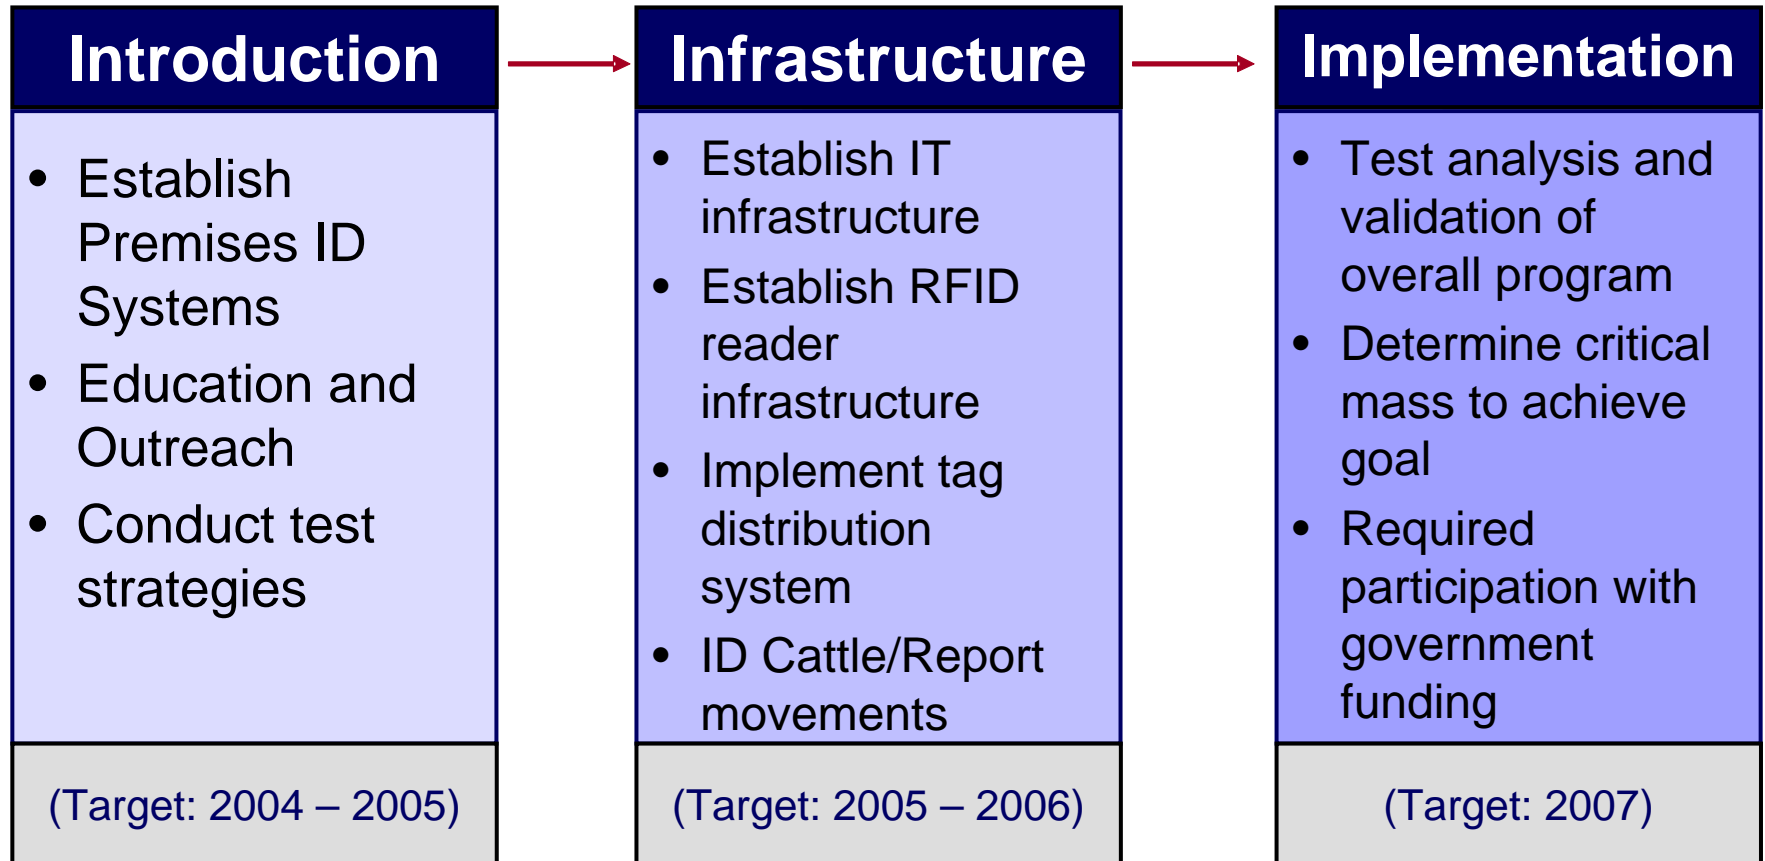 Introduction
• Establish
Premises ID
Systems
• Education and
Outreach
• Conduct test
strategies
(Target: 2004 – 2005)
Infrastructure
• Establish IT
infrastructure
• Establish RFID
reader
infrastructure
• Implement tag
distribution
system
• ID Cattle/Report
movements
(Target: 2005 – 2006)
Implementation
• Test analysis and
validation of
overall program
• Determine critical
mass to achieve
goal
• Required
participation with
government
funding
(Target: 2007)